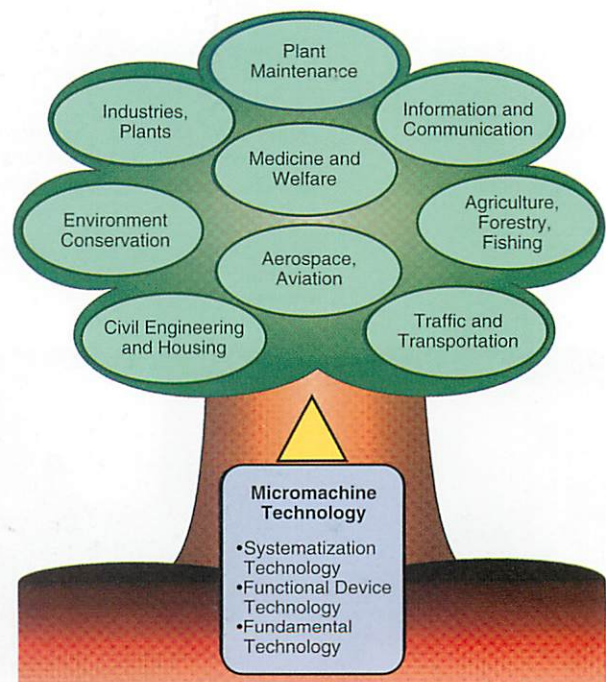 Plant
Maintenance
Industries,
Plants
Information and
Communication
Medicine and
Welfare
Environment
Conservation
Agriculture,
Forestry,
Fishing
Aerospace,
Aviation
Civil Engineering
and Housing
Traffic and
Transportation
Micromachine
Technology
•Systematization
Technology
•Functional Device
Technology
•Fundamental
Technology